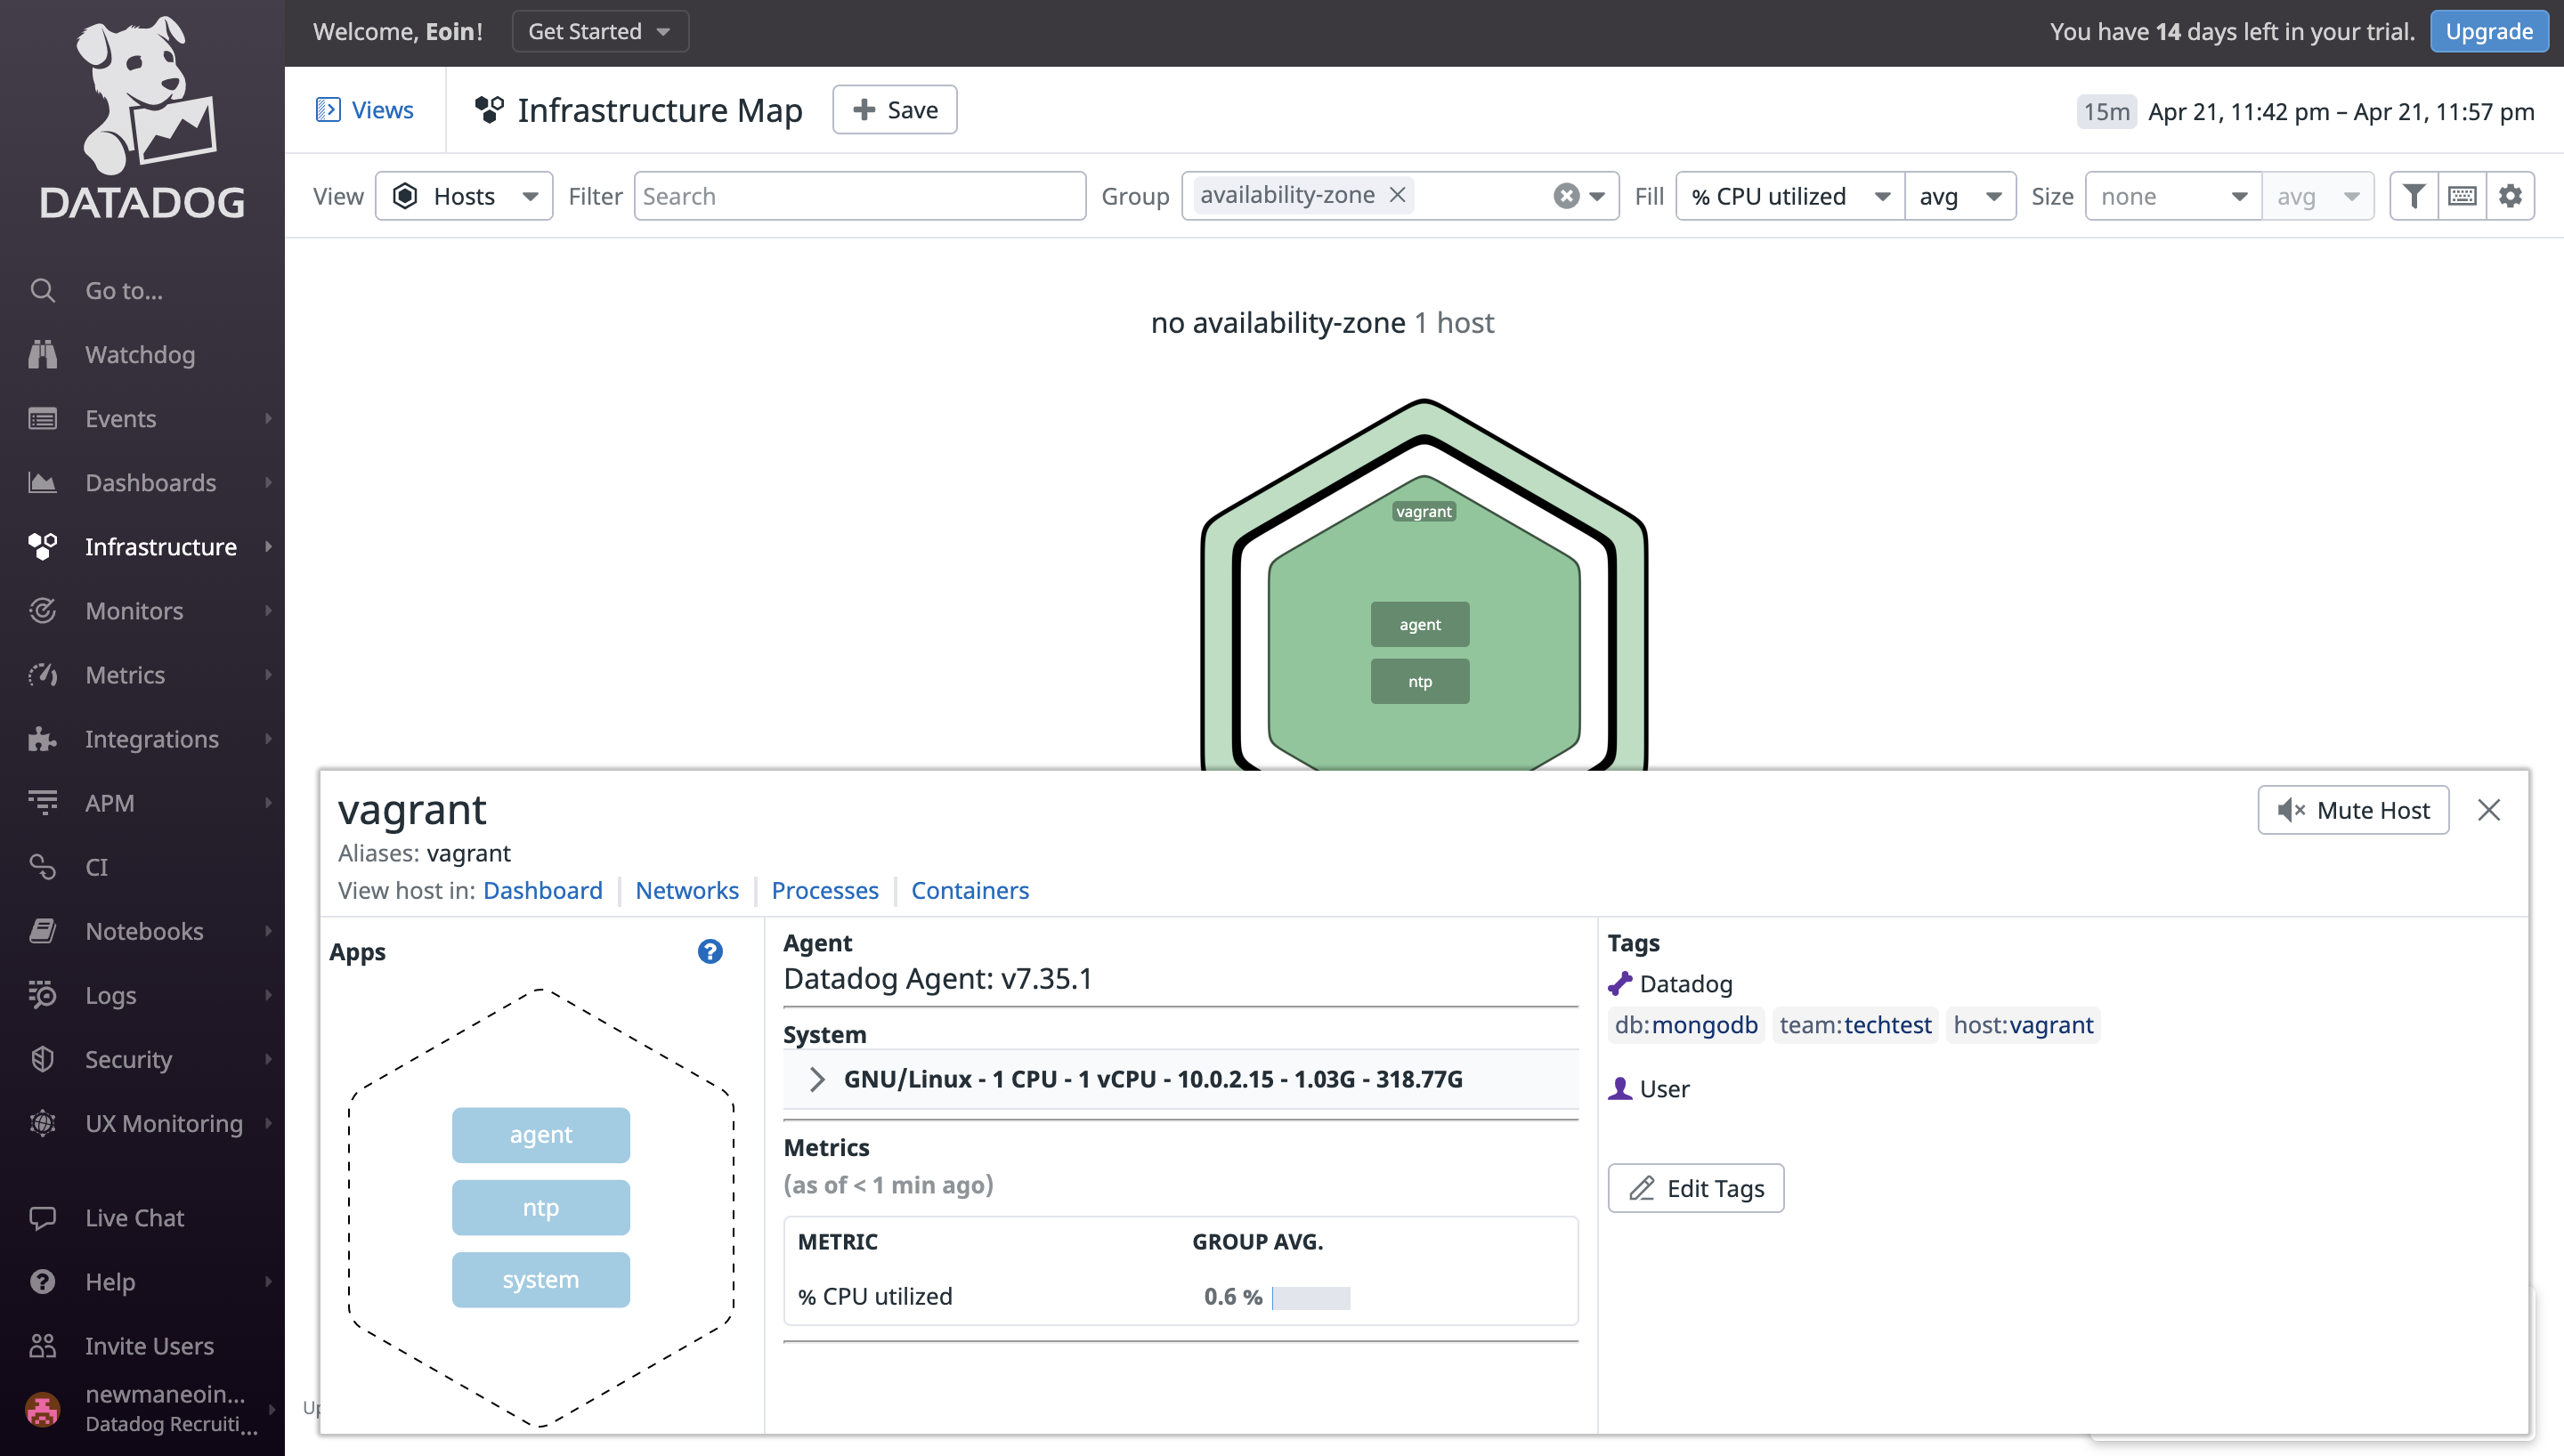 DATADOG
Go to...
Watchdog
Events
Dashboards
Infrastructure
Monitors
Metrics
Integrations
APM
CI
Notebooks
Logs
Security
UX Monitoring
Live Chat
Help
Invite Users
newmaneoin...
Datadog Recruiti...
Welcome, Eoin!
Get Started
You have 14 days left in your trial.
Upgrade
Views
Infrastructure Map
Save
15m Apr 21, 11:42 pm – Apr 21, 11:57 pm
View Hosts Filter Search Group availability-zone Fill % CPU utilized avg Size none avg
no availability-zone 1 host
vagrant
agent
ntp
vagrant
Mute Host
Aliases: vagrant
View host in: Dashboard Networks Processes Containers
Apps
?
agent
ntp
system
Agent
Datadog Agent: v7.35.1
System
GNU/Linux - 1 CPU - 1 vCPU - 10.0.2.15 - 1.03G - 318.77G
Metrics
(as of < 1 min ago)
METRIC GROUP AVG.
% CPU utilized 0.6 %
Tags
Datadog
db:mongodb team:techtest host:vagrant
User
Edit Tags